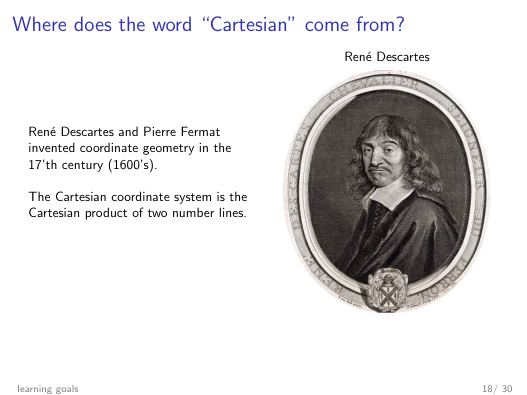 Where does the word “Cartesian” come from?
René Descartes
René Descartes and Pierre Fermat
invented coordinate geometry in the
17'th century (1600's).
The Cartesian coordinate system is the
Cartesian product of two number lines.
CHEVALIER
DESCARTES
learning goals
18/ 30